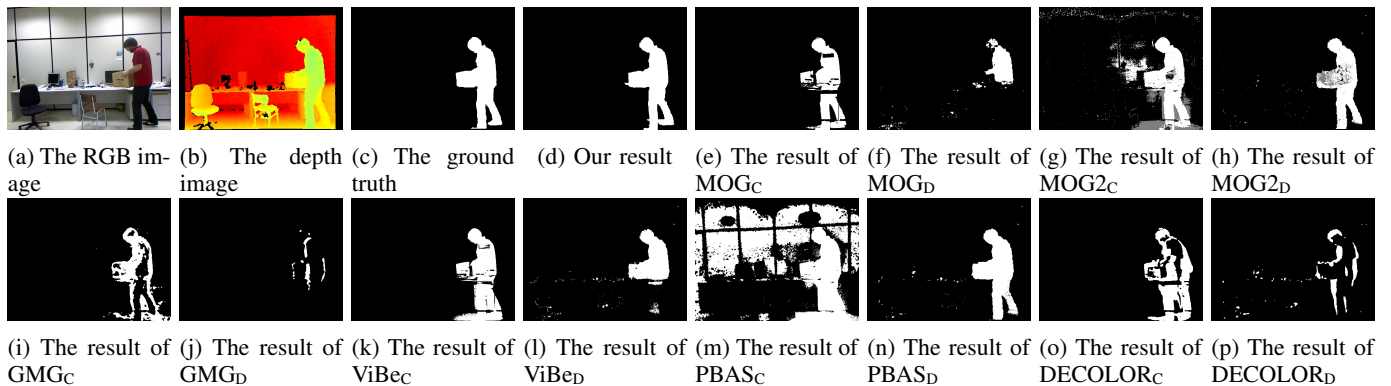 (a) The RGB im-
age
(b) The depth
image
(c) The ground
truth
(d) Our result
(e) The result of
MOGC
(f) The result of
MOGD
(g) The result of
MOG2C
(h) The result of
MOG2D
(i) The result of
GMGC
(j) The result of
GMGD
(k) The result of
ViBeC
(l) The result of
ViBeD
(m) The result of
PBASC
(n) The result of
PBASD
(o) The result of
DECOLORC
(p) The result of
DECOLORD